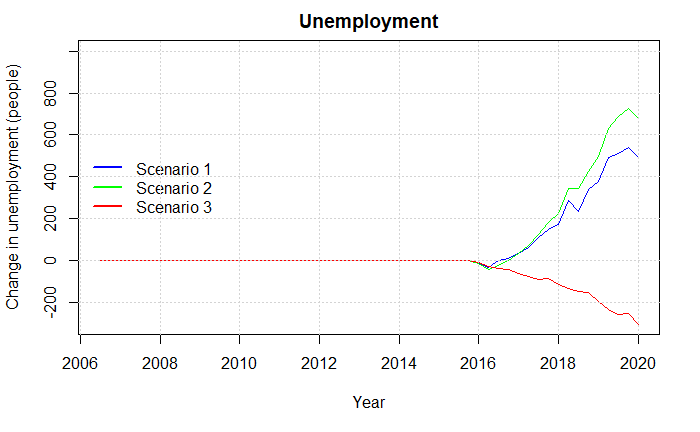 Unemployment
Change in unemployment (people)
800
600
400
200
0
-200
Scenario 1
Scenario 2
Scenario 3
2006 2008 2010 2012 2014 2016 2018 2020
Year